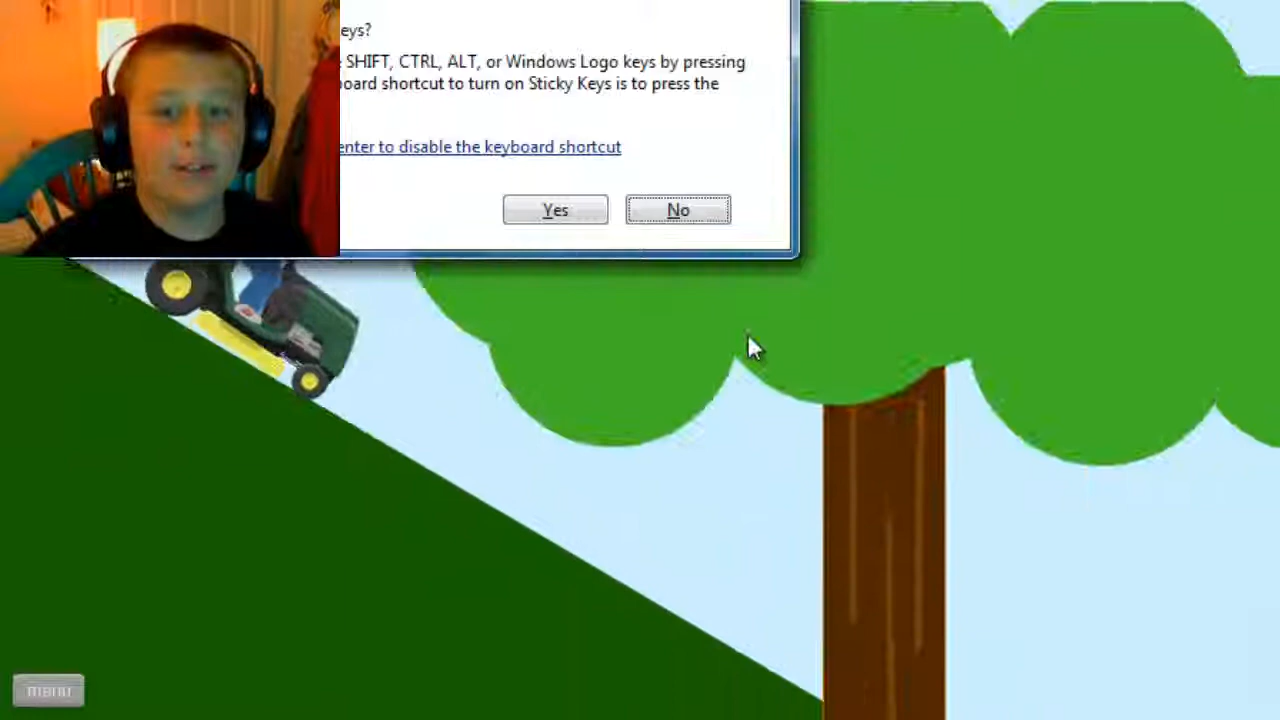 eys?
SHIFT, CTRL, ALT, or Windows Logo keys by pressing
board shortcut to turn on Sticky Keys is to press the
enter to disable the keyboard shortcut
Yes
No
menu